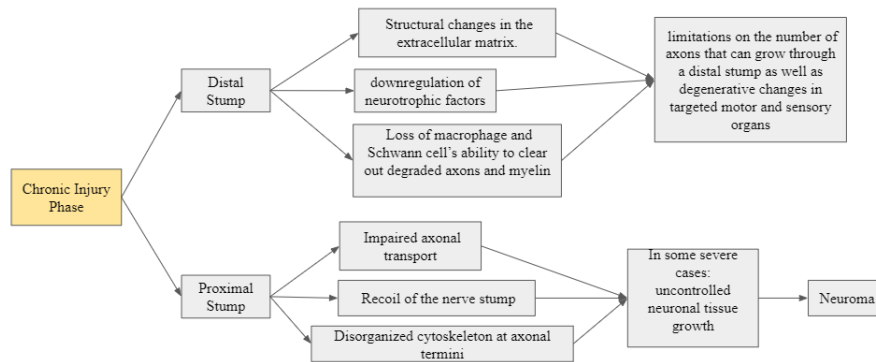 Structural changes in the
extracellular matrix.
limitations on the number of
axons that can grow through
a distal stump as well as
degenerative changes in
targeted motor and sensory
organs
Distal
Stump
downregulation of
neurotrophic factors
Loss of macrophage and
Schwann cell's ability to clear
out degraded axons and myelin
Chronic Injury
Phase
Impaired axonal
transport
In some severe
cases:
uncontrolled
neuronal tissue
growth
Proximal
Stump
Recoil of the nerve stump
Neuroma
Disorganized cytoskeleton at axonal
termini